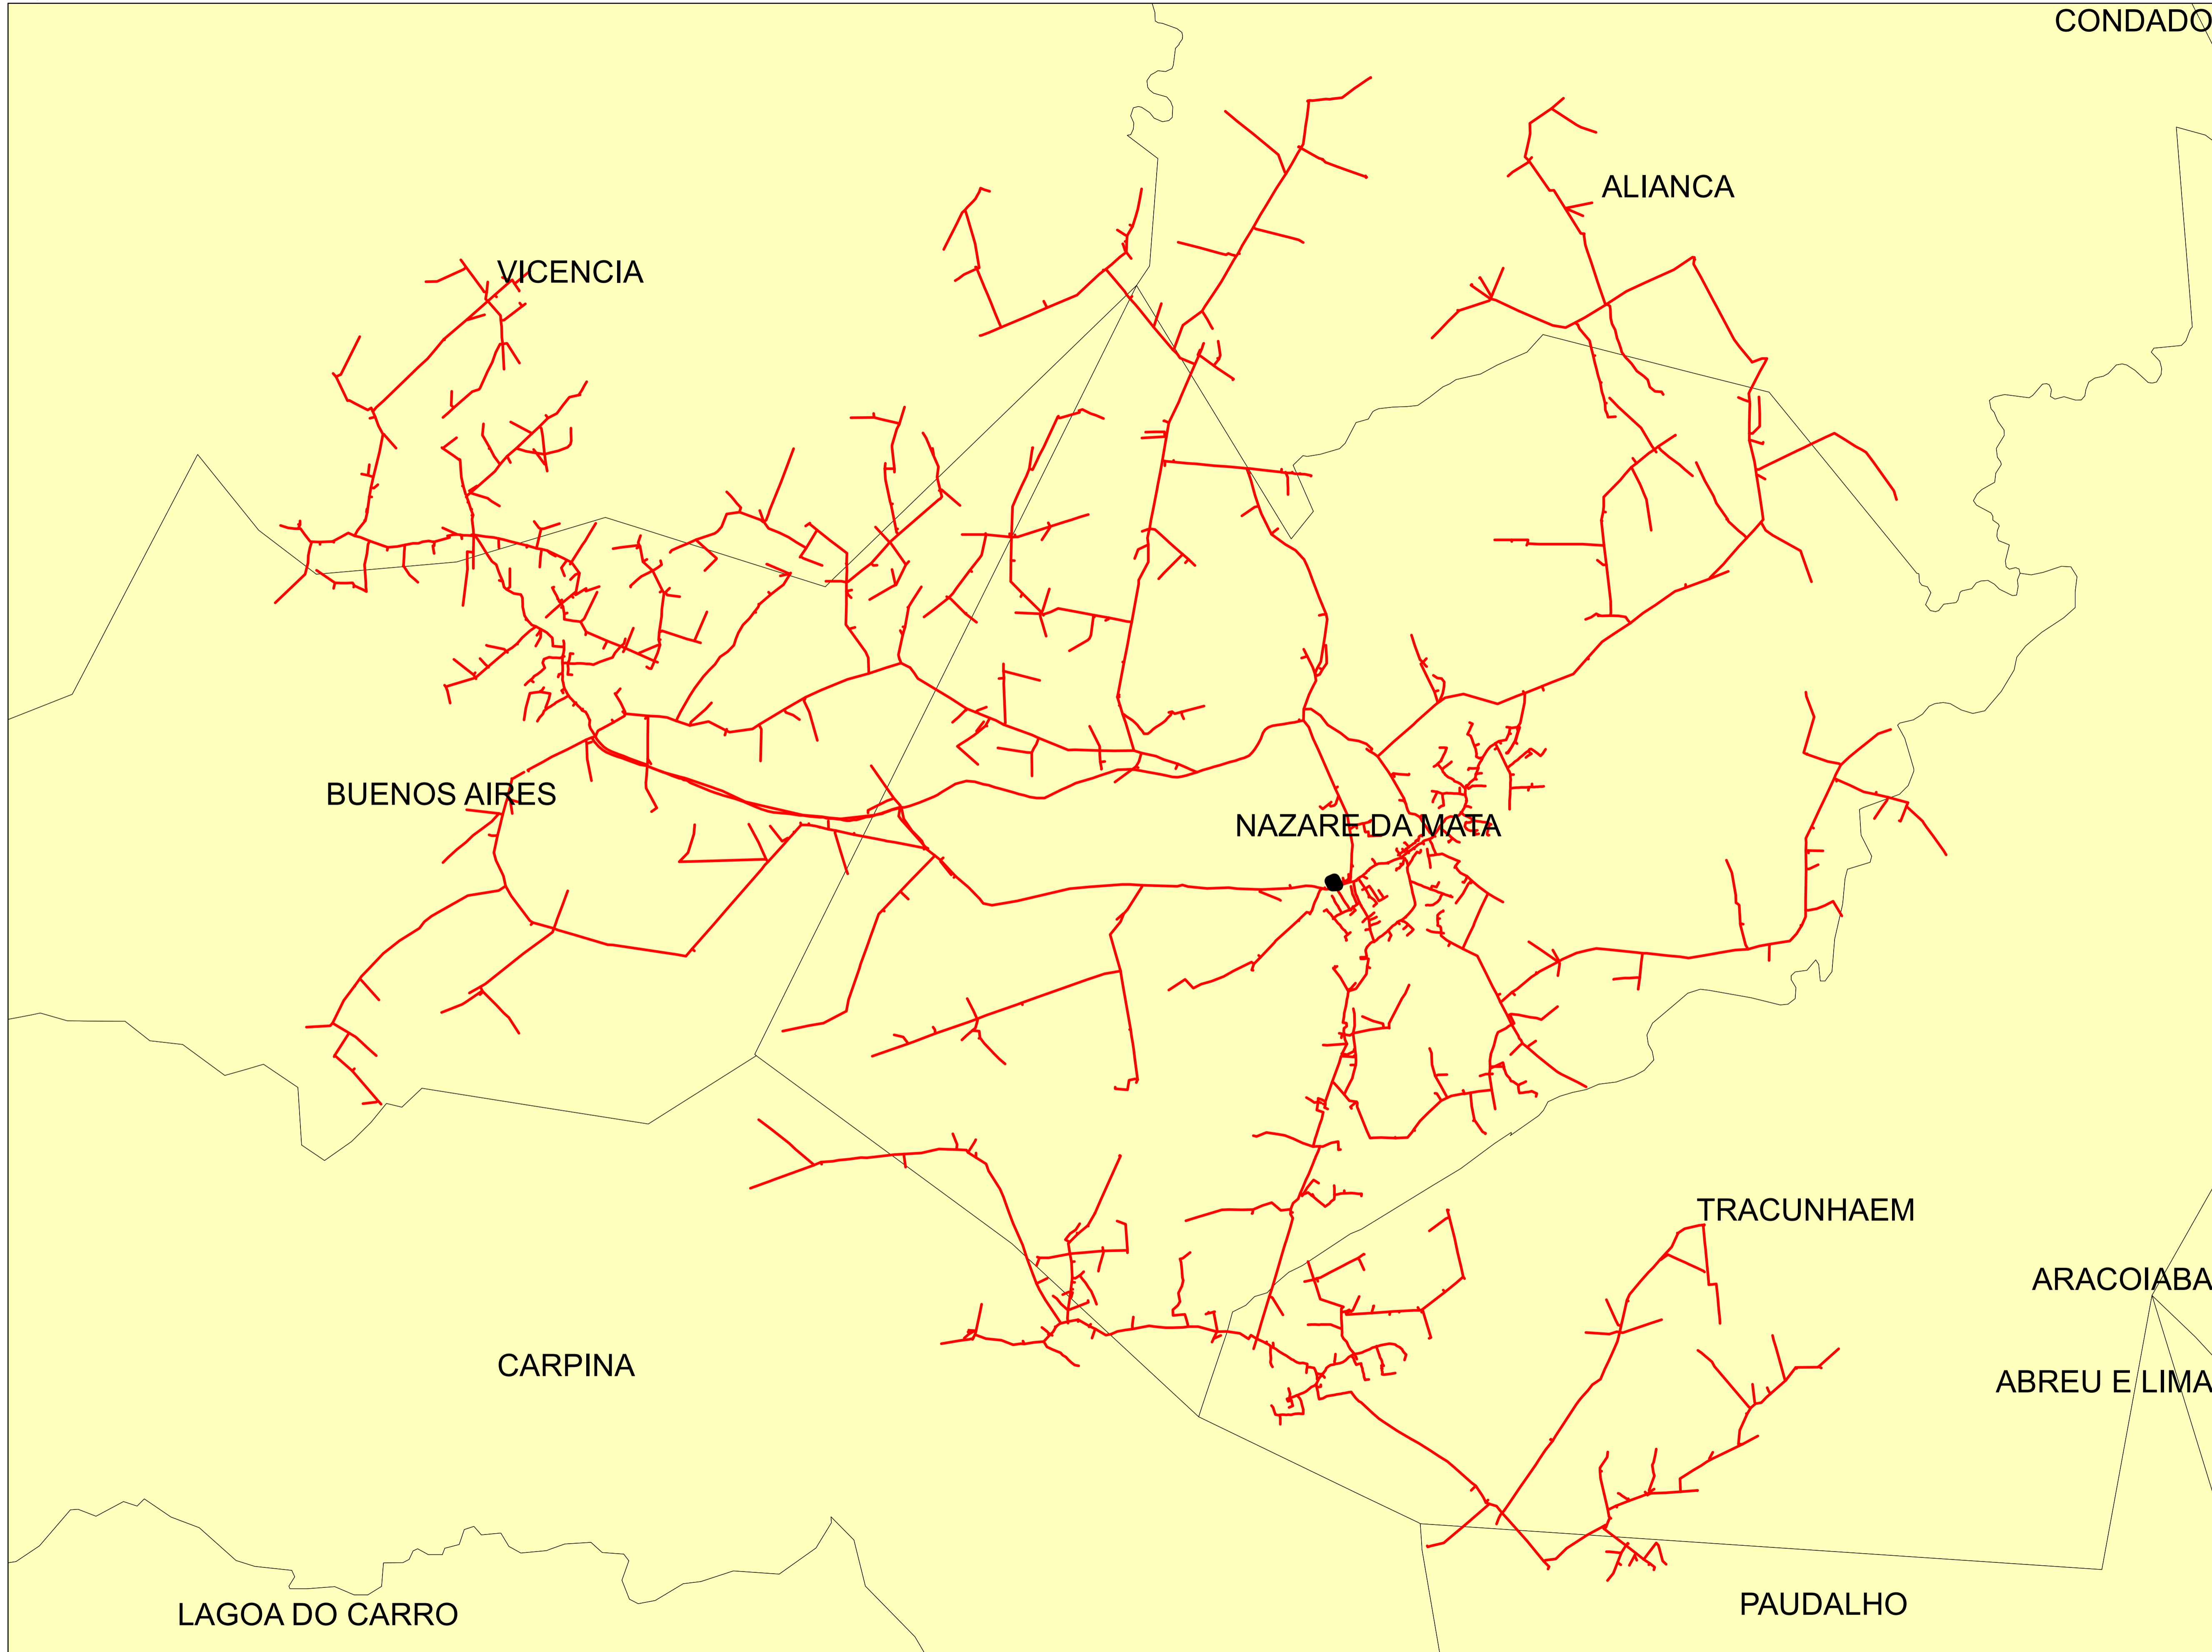 CONDADO
ALIANCA
VICENCIA
BUENOS AIRES
NAZARE DA MATA
TRACUNHAEM
ARACOIABA
CARPINA
ABREU E LIMA
PAUDALHO
LAGOA DO CARRO